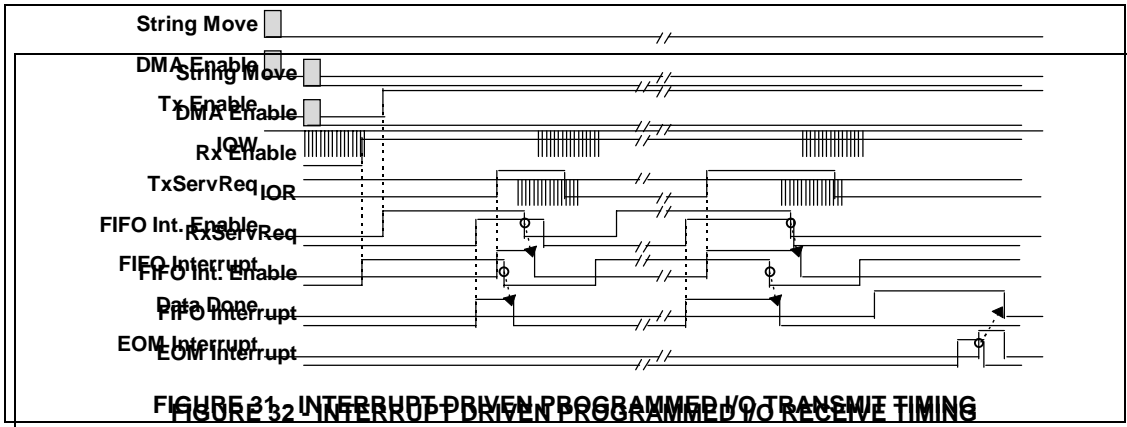 String Move
DMA Enable
String Move
Tx Enable
DMA Enable
IOW
Rx Enable
TxServReq
IOR
FIFO Int. Enable
RxServReq
FIFO Interrupt
FIFO Int. Enable
Data Done
FIFO Interrupt
EOM Interrupt
EOM Interrupt
FIGURE 31 - INTERRUPT DRIVEN PROGRAMMED I/O TRANSMIT TIMING
FIGURE 32 - INTERRUPT DRIVEN PROGRAMMED I/O RECEIVE TIMING